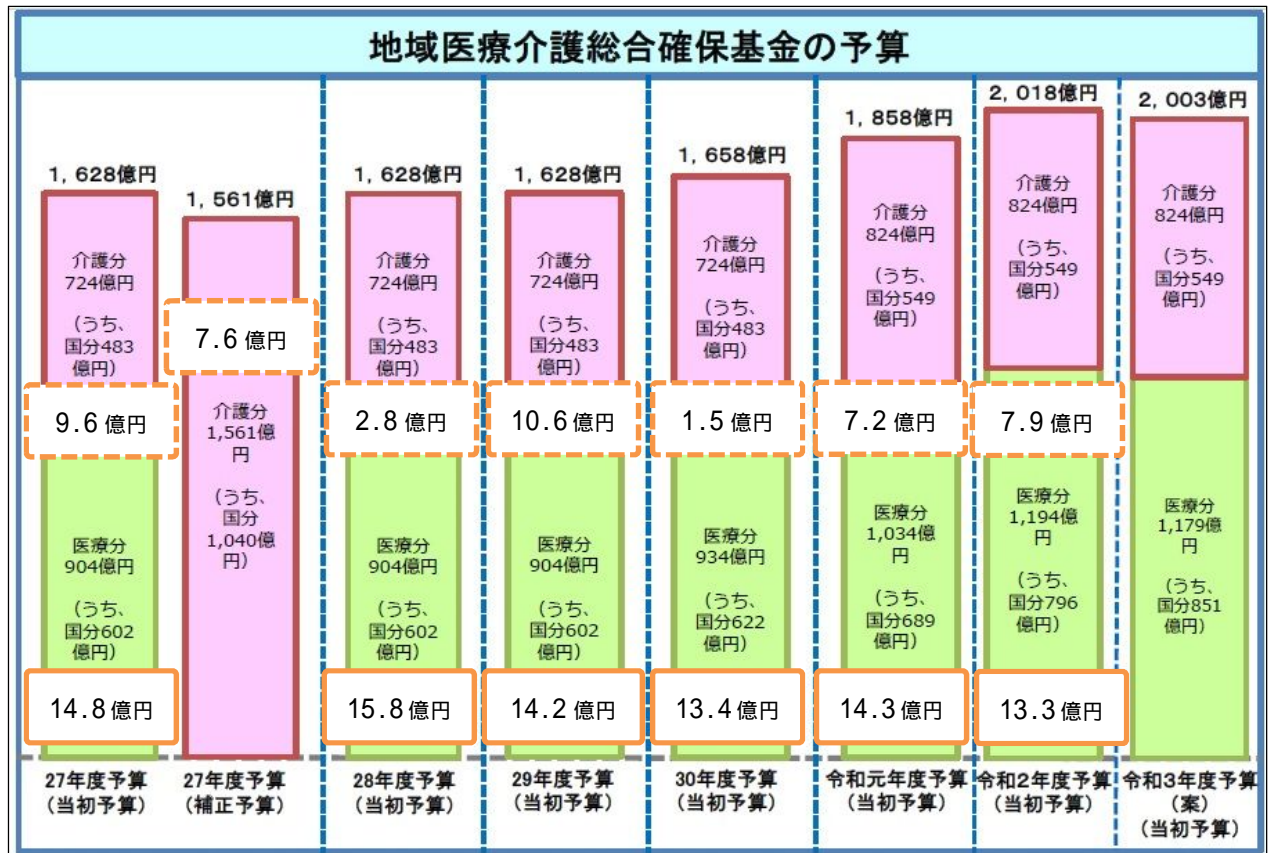 地域医療介護総合確保基金の予算
1,628億円
介護分
724億円
(うち、
国分483
億円)
9.6億円
医療分
904億円
(うち、
国分602
億円)
14.8億円
27年度予算
(当初予算)
1,561億円
7.6億円
介護分
1,561億
円
(うち、
国分
1,040億
円)
27年度予算
(補正予算)
1,628億円
介護分
724億円
(うち、
国分483
億円)
2.8億円
医療分
904億円
(うち、
国分602
億円)
15.8億円
28年度予算
(当初予算)
1,628億円
介護分
724億円
(うち、
国分483
億円)
10.6億円
医療分
904億円
(うち、
国分602
億円)
14.2億円
29年度予算
(当初予算)
1,658億円
介護分
724億円
(うち、
国分483
億円)
1.5億円
医療分
934億円
(うち、
国分622
億円)
13.4億円
30年度予算
(当初予算)
1,858億円
介護分
824億円
(うち、
国分549
億円)
7.2億円
医療分
1,034億
円
(うち、
国分689
億円)
14.3億円
令和元年度予算
(当初予算)
2,018億円
介護分
824億円
(うち、
国分549
億円)
7.9億円
医療分
1,194億
円
(うち、
国分796
億円)
13.3億円
令和2年度予算
(当初予算)
2,003億円
介護分
824億円
(うち、
国分549
億円)
医療分
1,179億
円
(うち、
国分851
億円)
令和3年度予算
(案)
(当初予算)